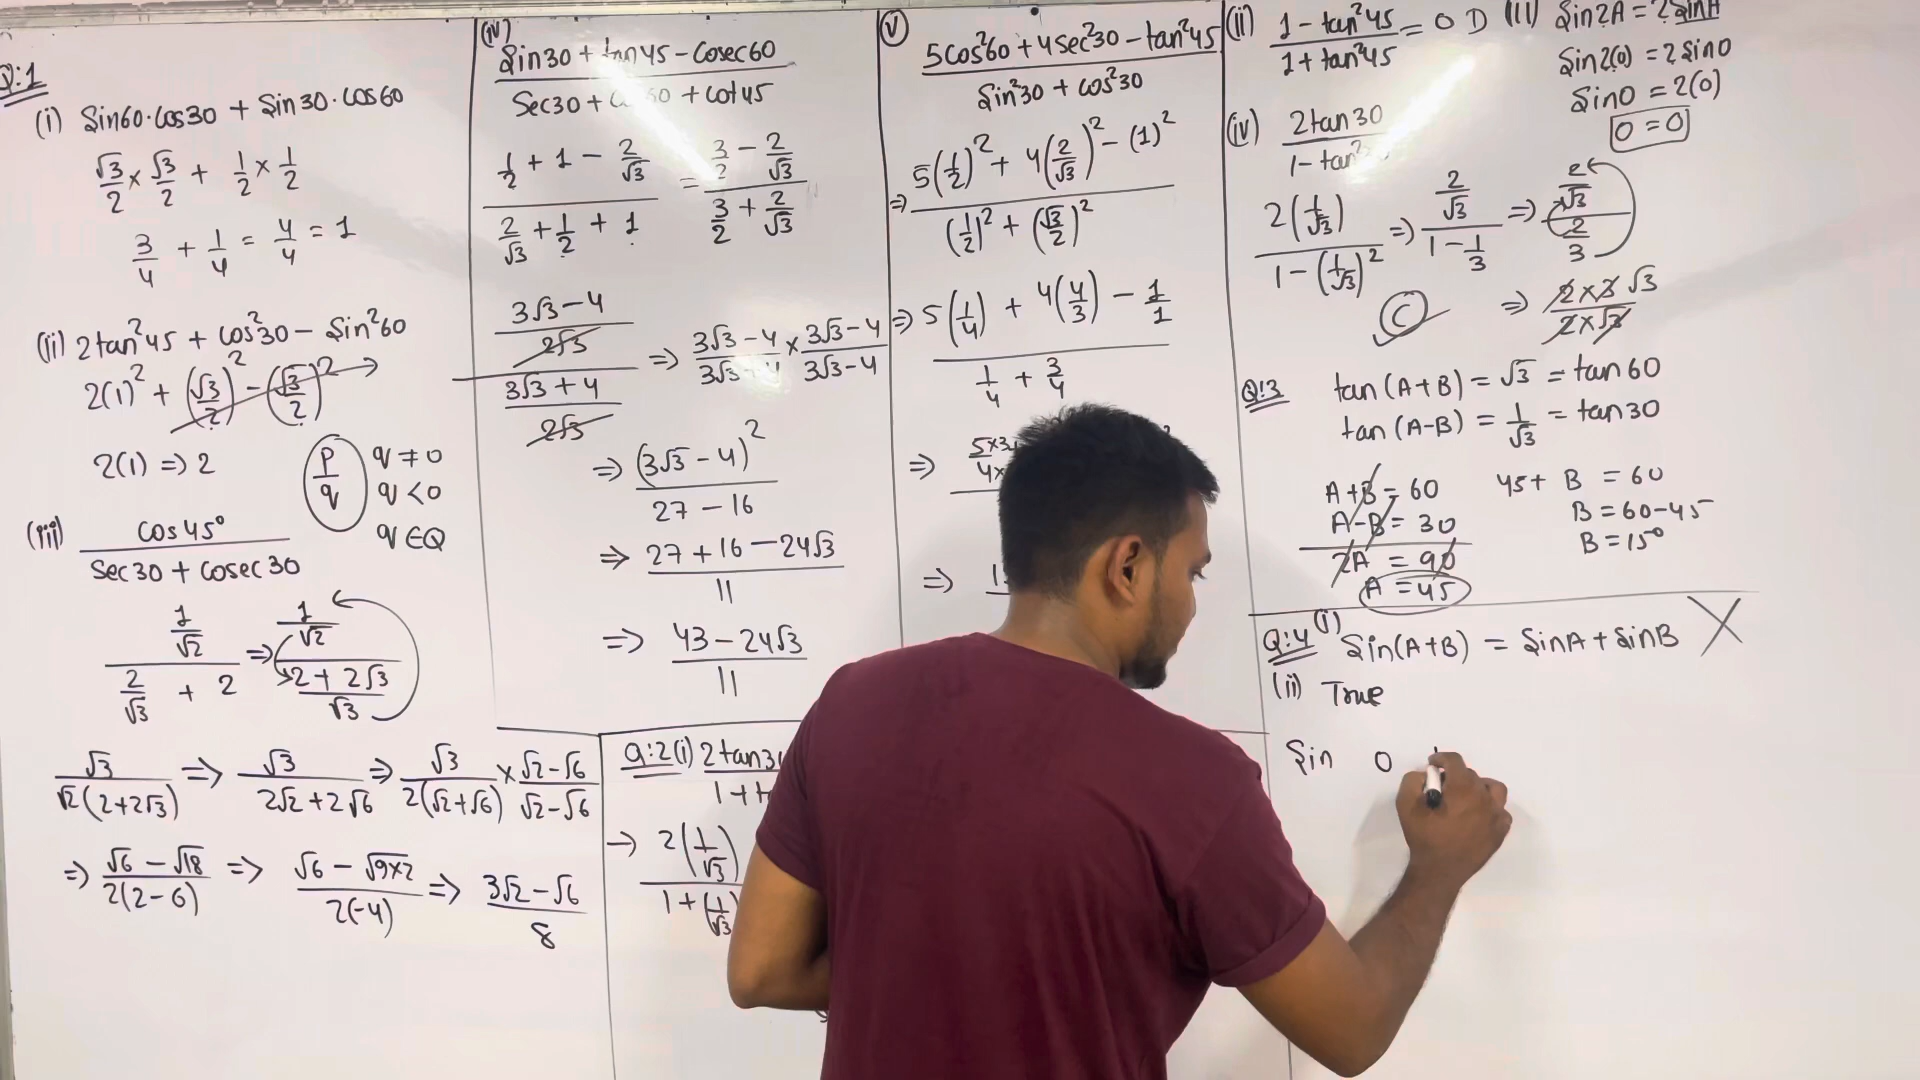 Q:1
(i) Sin60·cos30 + Sin30·cos60
√3/2 × √3/2 + 1/2 × 1/2
3/4 + 1/4 = 4/4 = 1
(ii) 2tan²45 + cos²30 – Sin²60
2(1)² + (√3/2)² – (√3/2)²
2(1) => 2
p/q
q ≠ 0
q < 0
q ∈ Q
(iii) cos45° / Sec30 + cosec30
1/√2 / 2/√3 + 2 => 1/√2 / 2+2√3/√3
√3/√2(2+2√3) => √3/2√2+2√6 => √3/2(√2+√6) × √2-√6/√2-√6
=> √6-√18/2(2-6) => √6-√9×2/2(-4) => 3√2-√6/8
(iv) Sin30 + tan45 – Cosec60 / Sec30 + + cot45
1/2 + 1 – 2/√3 / 2/√3 + 1/2 + 1 = 3/2 – 2/√3 / 3/2 + 2/√3
3√3-4/2√3 / 3√3+4/2√3 => 3√3-4/3√3+4 × 3√3-4/3√3-4
=> (3√3-4)²/27-16
=> 27+16-24√3/11
=> 43-24√3/11
(v) 5Cos²60 + 4Sec²30 – tan²45 / Sin²30 + cos²30
=> 5(1/2)² + 4(2/√3)² – (1)² / (1/2)² + (√3/2)²
=> 5(1/4) + 4(4/3) – 1/1 / 1/4 + 3/4
=>
=>
Q:2 (i) 2tan30
→ 2(1/√3) / 1+(1/√3)
(ii) 1-tan²45/1+tan²45 = 0 D
(iii) Sin2A = 2SinA
Sin2(0) = 2Sin0
Sin0 = 2(0)
0 = 0
(iv) 2tan30/1-tan²
2(1/√3) / 1-(1/√3)² => 2/√3 / 1-1/3 => 2/√3 / 2/3
C
=> 2×3 √3/2×√3
Q:3 tan(A+B) = √3 = tan60
tan(A-B) = 1/√3 = tan30
A+B = 60
A-B = 30
2A = 90
A = 45
45+ B = 60
B = 60-45
B = 15°
Q:4 (i) Sin(A+B) = SinA + SinB X
(ii) True
Sin 0